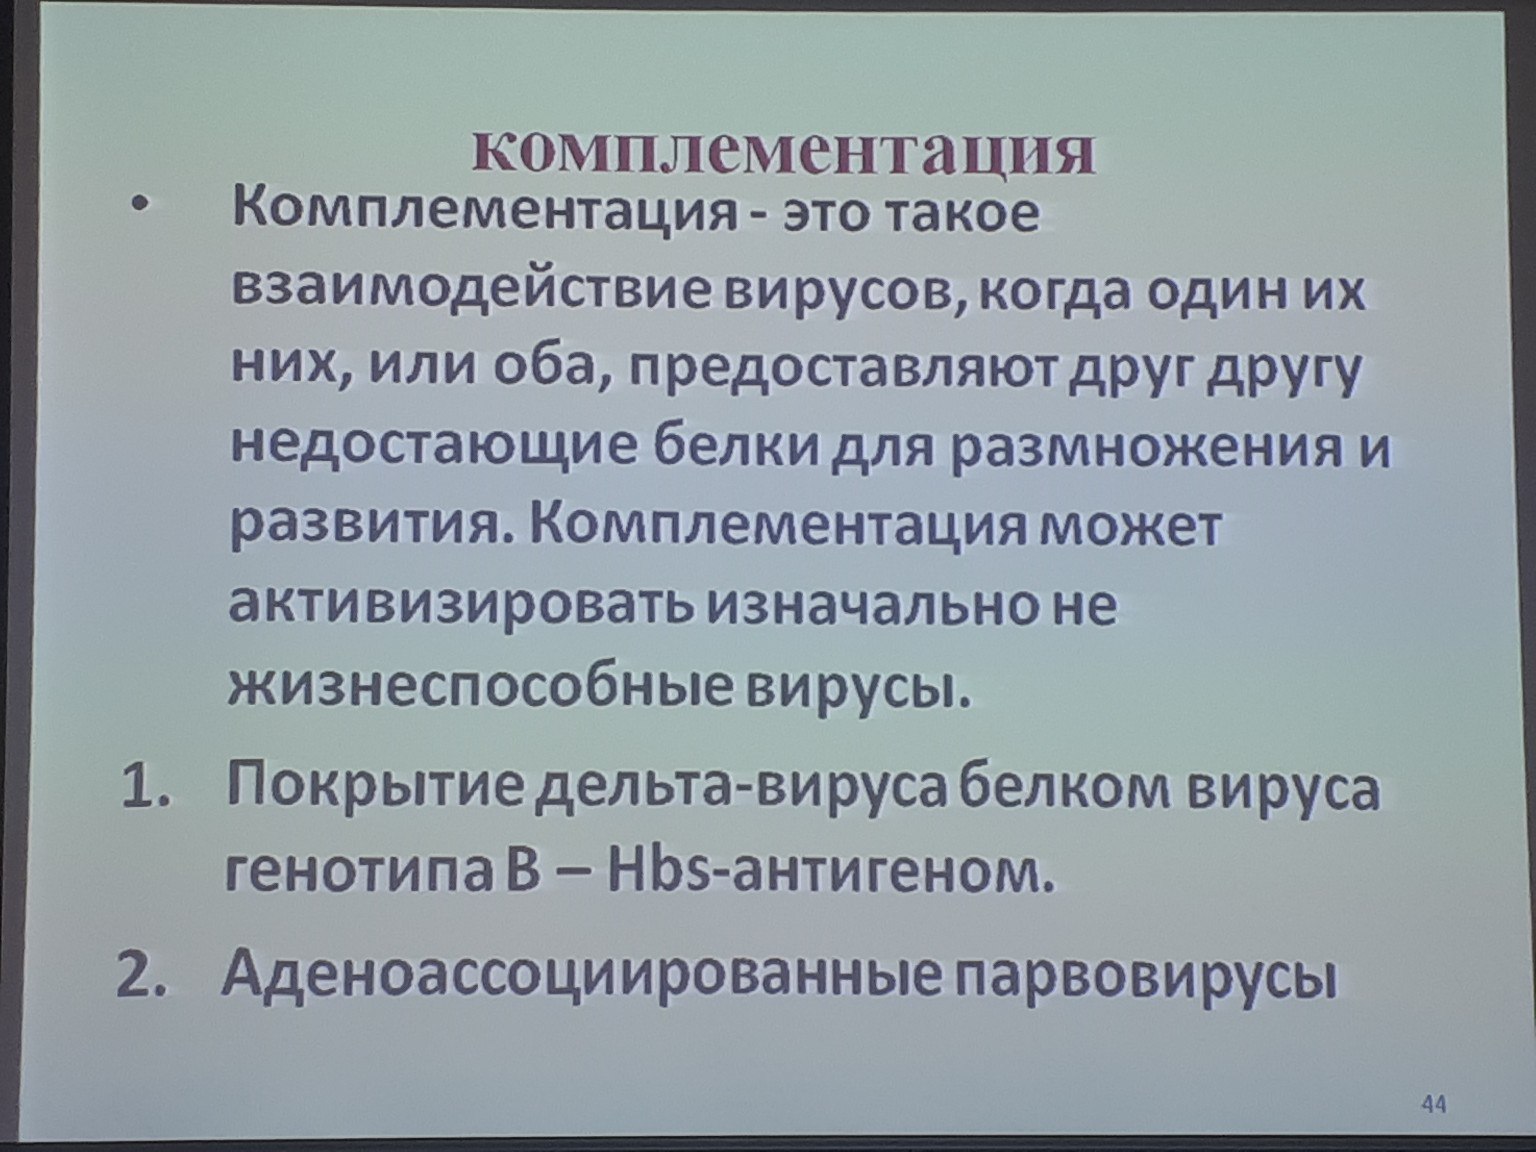 комплементация
• Комплементация - это такое
взаимодействие вирусов, когда один их
них, или оба, предоставляют друг другу
недостающие белки для размножения и
развития. Комплементация может
активизировать изначально не
жизнеспособные вирусы.
1. Покрытие дельта-вируса белком вируса
генотипа В – Hbs-антигеном.
2. Аденоассоциированные парвовирусы
44